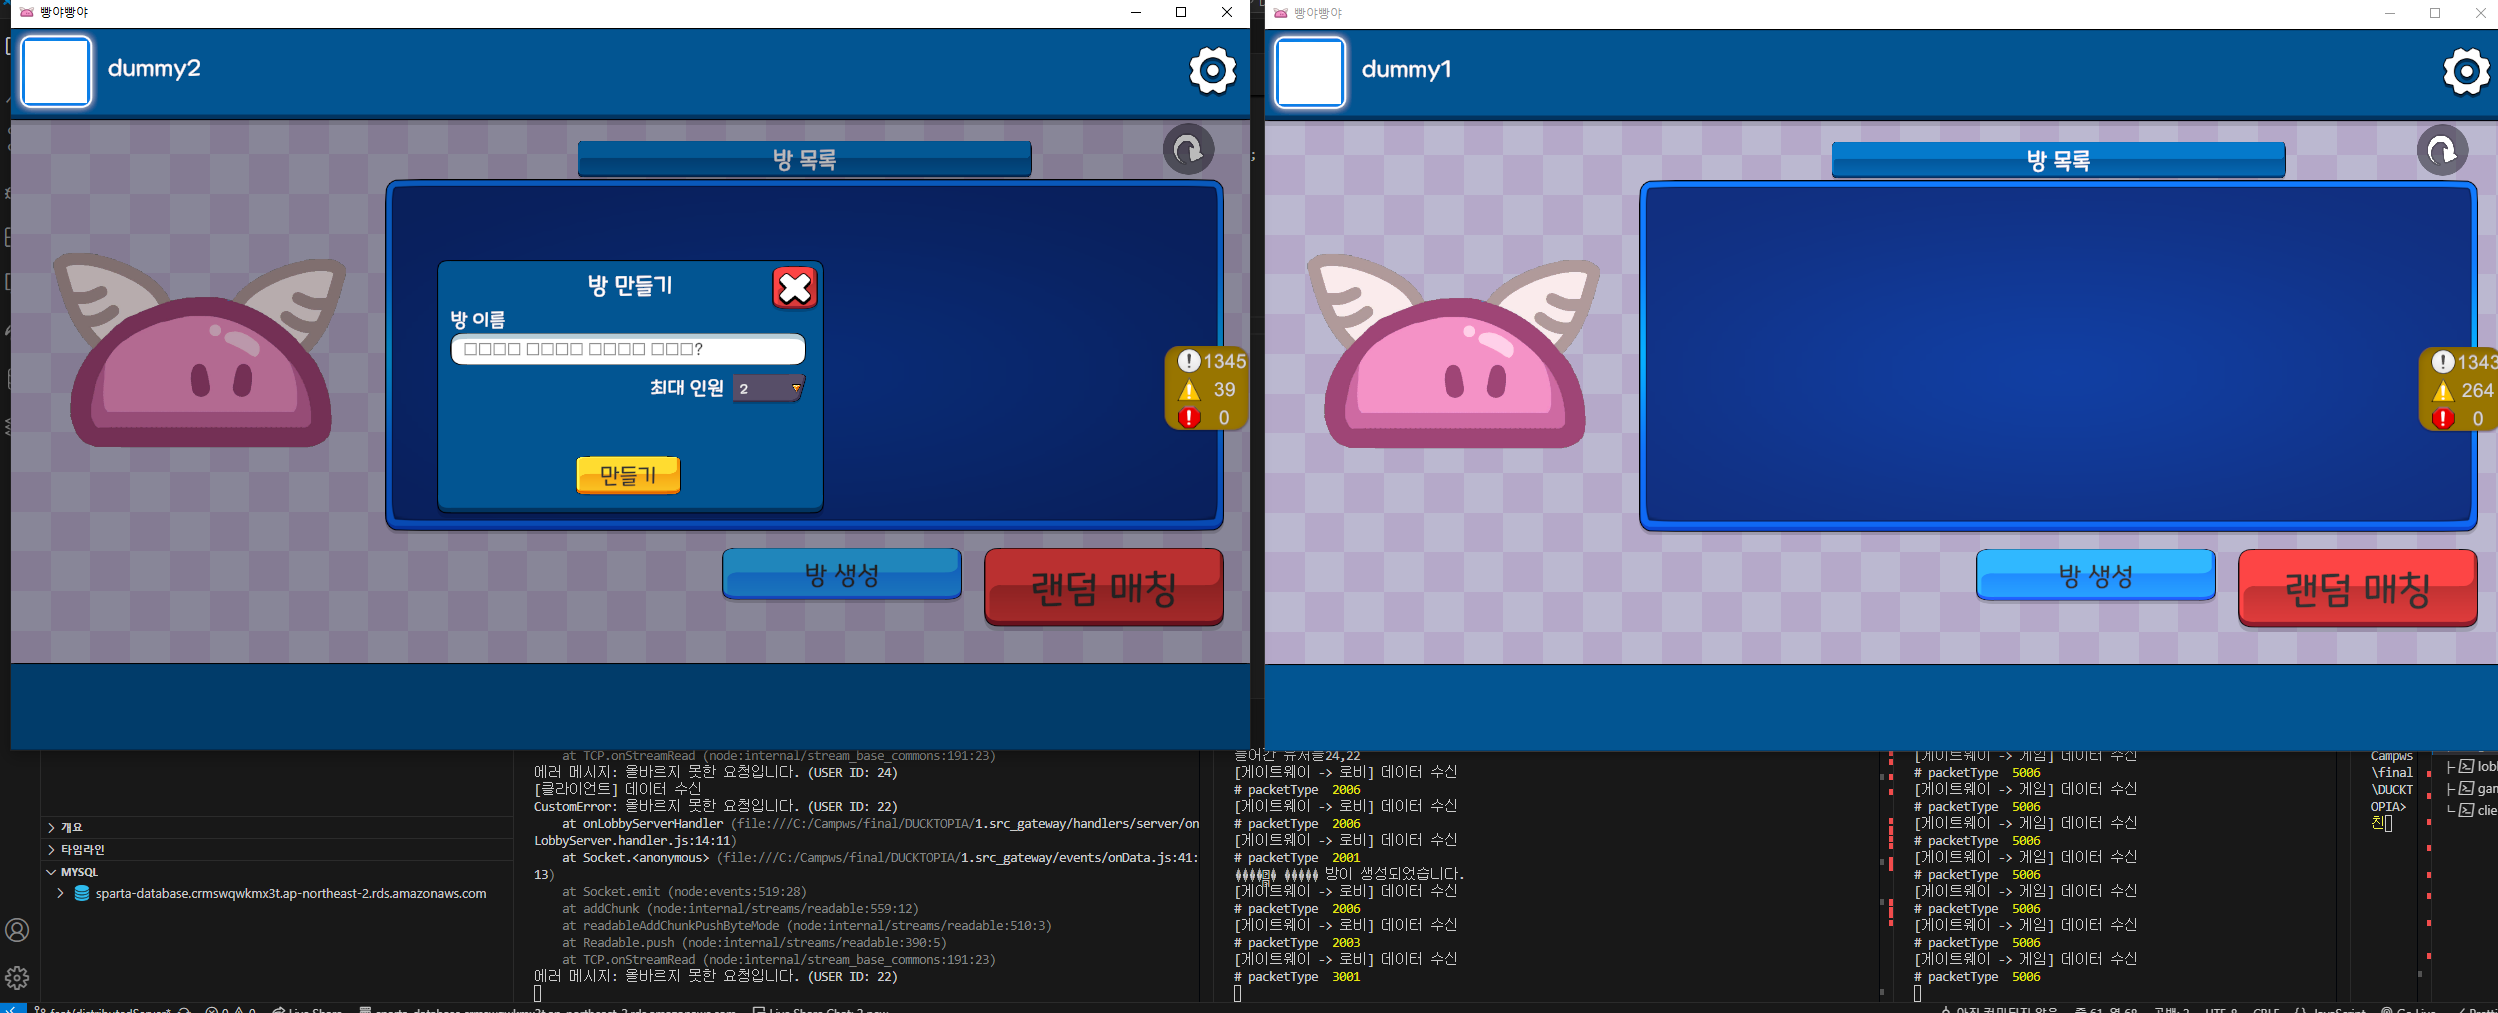 빵야빵야
dummy2
방 목록
방 만들기
방 이름
□□□□ □□□□ □□□□ □□□?
최대 인원 2
만들기
1345
39
0
방 생성
랜덤 매칭
빵야빵야
dummy1
방 목록
1343
264
0
방 생성
랜덤 매칭
개요
타임라인
MYSQL
sparta-database.crmswqwkmx3t.ap-northeast-2.rds.amazonaws.com
at TCP.onStreamRead (node:internal/stream_base_commons:191:23)
에러 메시지: 올바르지 못한 요청입니다. (USER ID: 24)
[클라이언트] 데이터 수신
CustomError: 올바르지 못한 요청입니다. (USER ID: 22)
at onLobbyServerHandler (file:///C:/Campws/final/DUCKTOPIA/1.src_gateway/handlers/server/on
LobbyServer.handler.js:14:11)
at Socket.<anonymous> (file:///C:/Campws/final/DUCKTOPIA/1.src_gateway/events/onData.js:41:
13)
at Socket.emit (node:events:519:28)
at addChunk (node:internal/streams/readable:559:12)
at readableAddChunkPushByteMode (node:internal/streams/readable:510:3)
at Readable.push (node:internal/streams/readable:390:5)
at TCP.onStreamRead (node:internal/stream_base_commons:191:23)
에러 메시지: 올바르지 못한 요청입니다. (USER ID: 22)
들어간 유저들24,22
[게이트웨이 -> 로비] 데이터 수신
# packetType 2006
[게이트웨이 -> 로비] 데이터 수신
# packetType 2006
[게이트웨이 -> 로비] 데이터 수신
# packetType 2001
방이 생성되었습니다.
[게이트웨이 -> 로비] 데이터 수신
# packetType 2006
[게이트웨이 -> 로비] 데이터 수신
# packetType 2003
[게이트웨이 -> 로비] 데이터 수신
# packetType 3001
[게이트웨이 -> 게임] 데이터 수신
# packetType 5006
[게이트웨이 -> 게임] 데이터 수신
# packetType 5006
[게이트웨이 -> 게임] 데이터 수신
# packetType 5006
[게이트웨이 -> 게임] 데이터 수신
# packetType 5006
[게이트웨이 -> 게임] 데이터 수신
# packetType 5006
[게이트웨이 -> 게임] 데이터 수신
# packetType 5006
[게이트웨이 -> 게임] 데이터 수신
# packetType 5006
Campws
\final
\DUCKT
OPIA>
친
lob
gar
clie